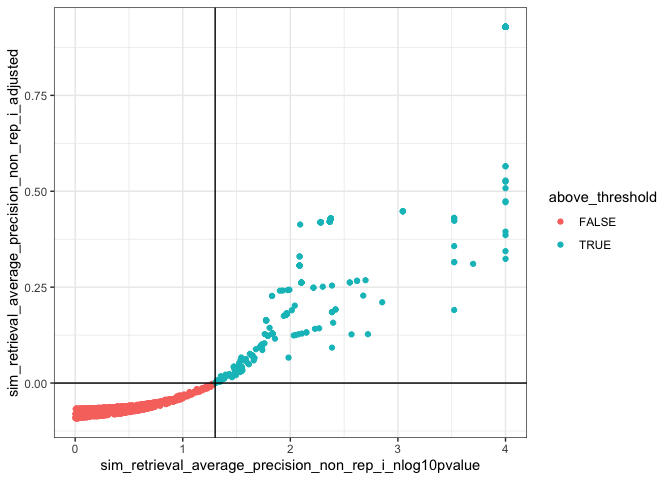 sim_retrieval_average_precision_non_rep_i_adjusted
0.75
0.50
0.25
0.00
0
1
2
3
4
sim_retrieval_average_precision_non_rep_i_nlog10pvalue
above_threshold
FALSE
TRUE